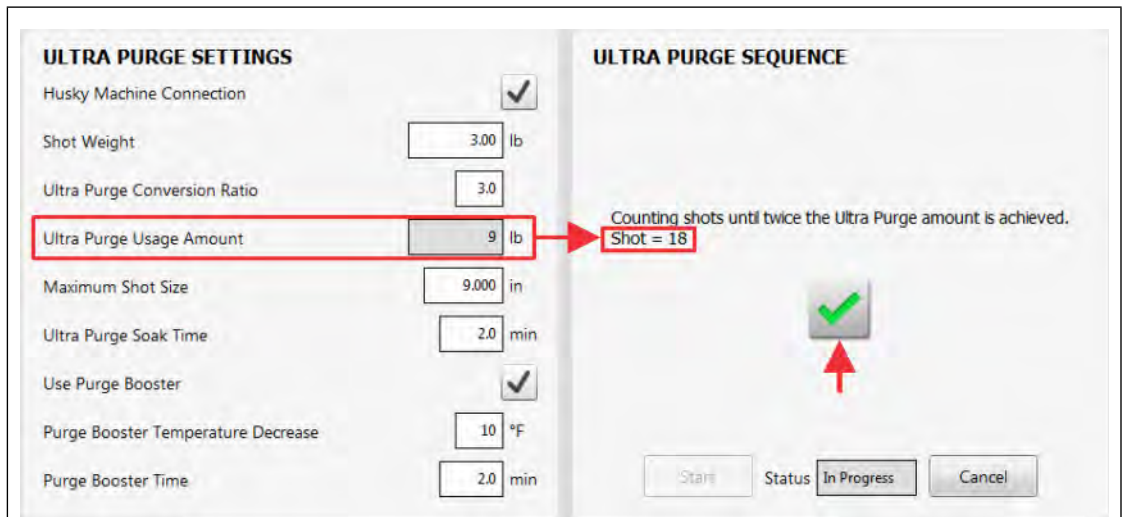 ULTRA PURGE SETTINGS
Husky Machine Connection
Shot Weight 3.00 lb
Ultra Purge Conversion Ratio 3.0
Ultra Purge Usage Amount 9 lb
Maximum Shot Size 9.000 in
Ultra Purge Soak Time 2.0 min
Use Purge Booster
Purge Booster Temperature Decrease 10 °F
Purge Booster Time 2.0 min
ULTRA PURGE SEQUENCE
Counting shots until twice the Ultra Purge amount is achieved.
Shot = 18
Start Status In Progress Cancel